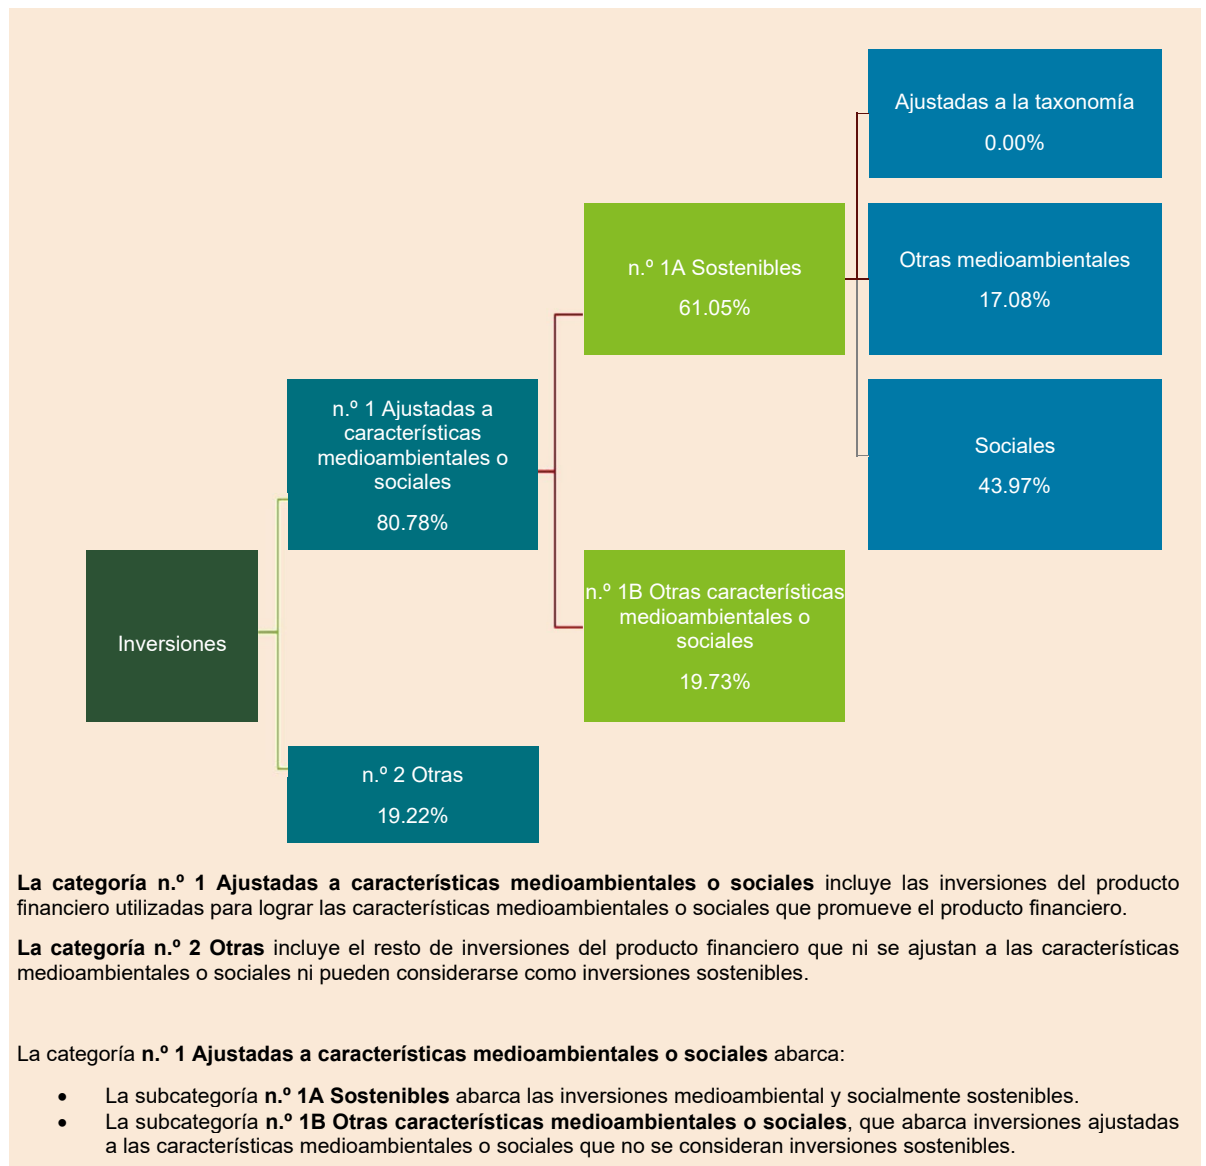 Ajustadas a la taxonomía
0.00%
n.º 1A Sostenibles
61.05%
Otras medioambientales
17.08%
Sociales
43.97%
n.º 1 Ajustadas a
características
medioambientales o
sociales
80.78%
n.º 1B Otras características
medioambientales o
sociales
19.73%
Inversiones
n.º 2 Otras
19.22%
La categoría n.º 1 Ajustadas a características medioambientales o sociales incluye las inversiones del producto
financiero utilizadas para lograr las características medioambientales o sociales que promueve el producto financiero.
La categoría n.º 2 Otras incluye el resto de inversiones del producto financiero que ni se ajustan a las características
medioambientales o sociales ni pueden considerarse como inversiones sostenibles.
La categoría n.º 1 Ajustadas a características medioambientales o sociales abarca:
• La subcategoría n.º 1A Sostenibles abarca las inversiones medioambiental y socialmente sostenibles.
• La subcategoría n.º 1B Otras características medioambientales o sociales, que abarca inversiones ajustadas
a las características medioambientales o sociales que no se consideran inversiones sostenibles.